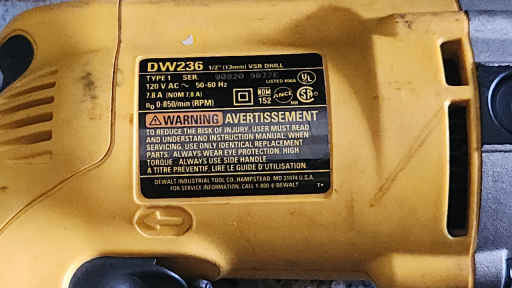 DW236 1/2" (13mm) VSR DRILL
TYPE 1 SER.
120 V AC ~ 50-60 Hz LISTED
7.8 A (NOM 7.8 A) NOM
n₀ 0-850/min (RPM) 152
⚠ WARNING AVERTISSEMENT
TO REDUCE THE RISK OF INJURY, USER MUST READ
AND UNDERSTAND INSTRUCTION MANUAL. WHEN
SERVICING, USE ONLY IDENTICAL REPLACEMENT
PARTS. ALWAYS WEAR EYE PROTECTION. HIGH
TORQUE - ALWAYS USE SIDE HANDLE.
A TITRE PREVENTIF, LIRE LE GUIDE D'UTILISATION.
DEWALT INDUSTRIAL TOOL CO. HAMPSTEAD, MD 21074 U.S.A.
FOR SERVICE INFORMATION, CALL 1-800-4-DEWALT